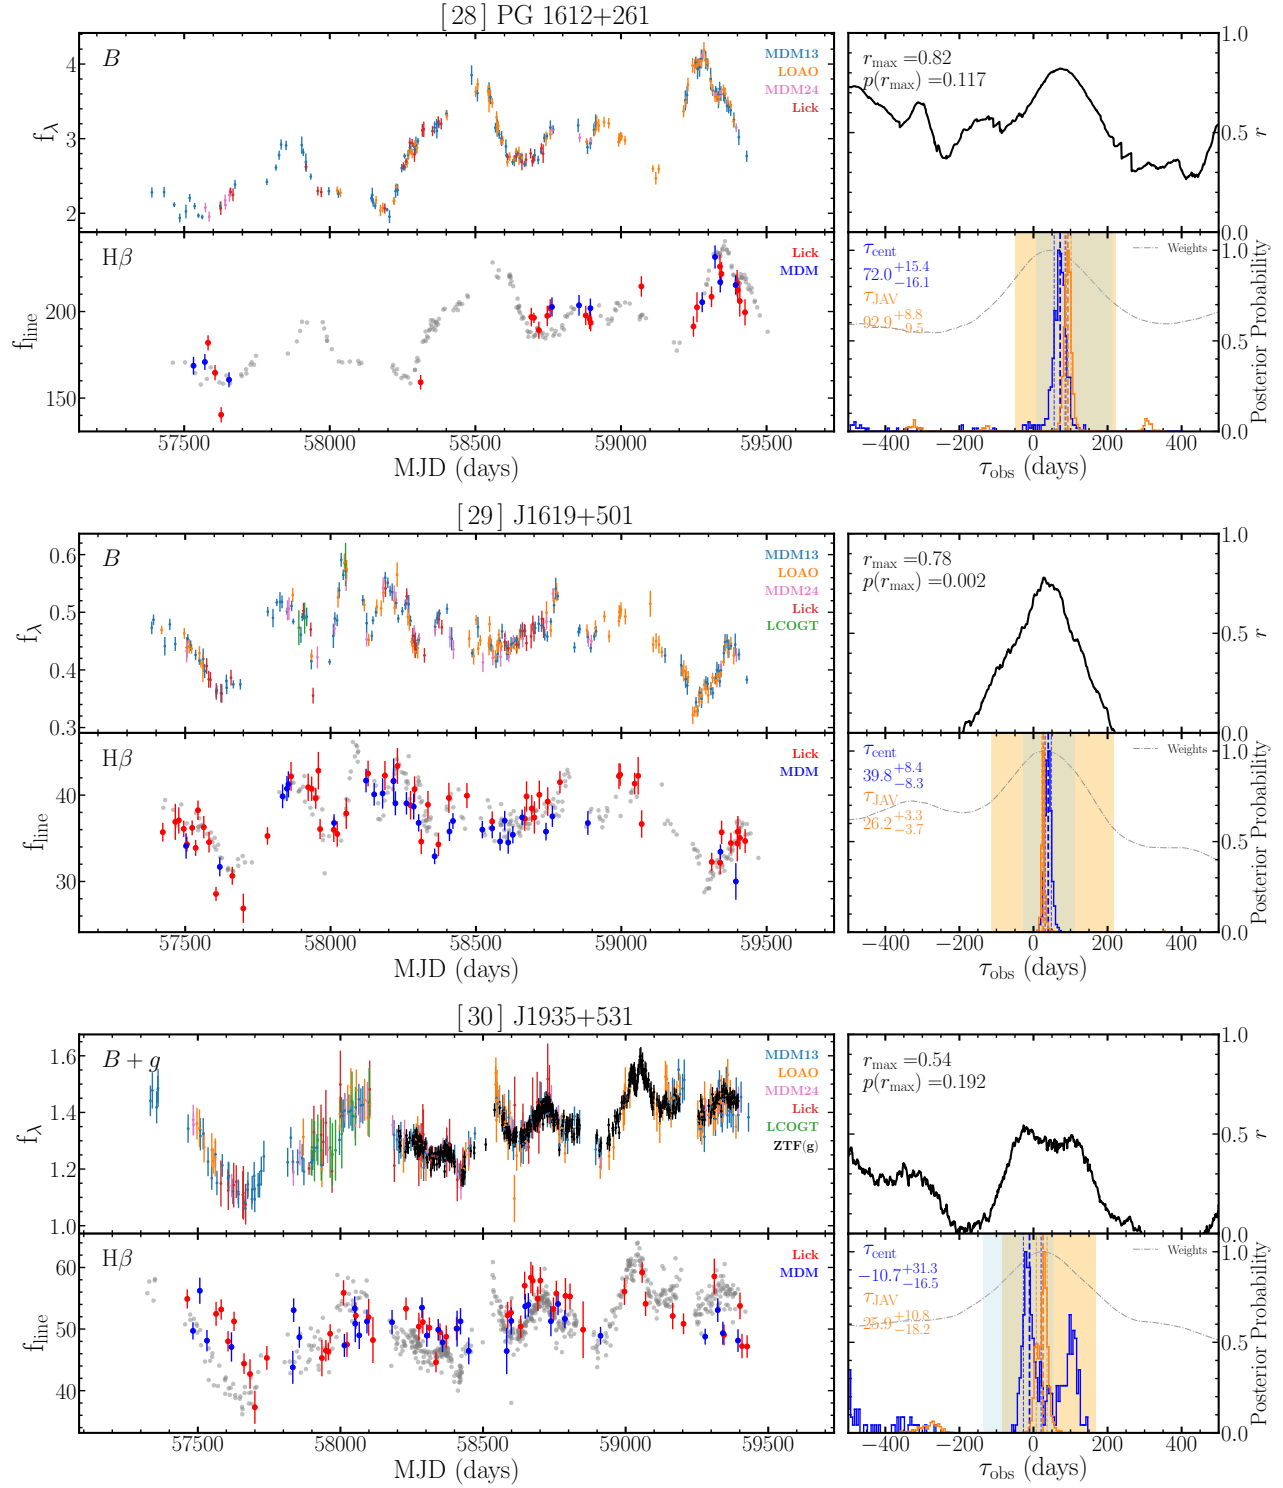 [28] PG 1612+261
B
MDM13
LOAO
MDM24
Lick
4
3
2
f_λ
r_max =0.82
p(r_max) =0.117
1.0
0.5
0.0
r
Hβ
Lick
MDM
200
150
f_line
57500 58000 58500 59000 59500
MJD (days)
τ_cent
72.0 +15.4 −16.1
τ_JAV
92.9 +8.8 −9.5
Weights
1.0
0.5
0.0
Posterior Probability
−400 −200 0 200 400
τ_obs (days)
[29] J1619+501
B
MDM13
LOAO
MDM24
Lick
LCOGT
0.6
0.5
0.4
0.3
f_λ
r_max =0.78
p(r_max) =0.002
1.0
0.5
0.0
r
Hβ
Lick
MDM
40
30
f_line
57500 58000 58500 59000 59500
MJD (days)
τ_cent
39.8 +8.4 −8.3
τ_JAV
26.2 +3.3 −3.7
Weights
1.0
0.5
0.0
Posterior Probability
−400 −200 0 200 400
τ_obs (days)
[30] J1935+531
B + g
MDM13
LOAO
MDM24
Lick
LCOGT
ZTF(g)
1.6
1.4
1.2
1.0
f_λ
r_max =0.54
p(r_max) =0.192
1.0
0.5
0.0
r
Hβ
Lick
MDM
60
50
40
f_line
57500 58000 58500 59000 59500
MJD (days)
τ_cent
−10.7 +31.3 −16.5
τ_JAV
25.9 +10.8 −18.2
Weights
1.0
0.5
0.0
Posterior Probability
−400 −200 0 200 400
τ_obs (days)